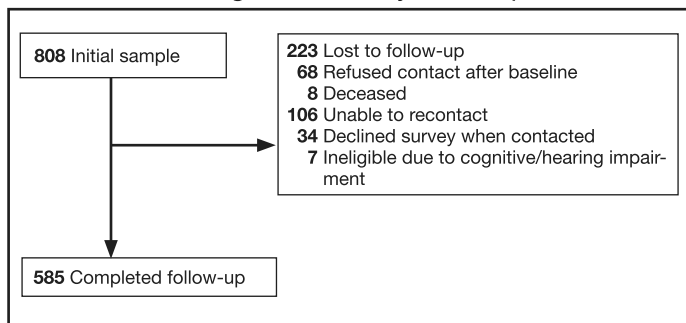 808 Initial sample
223 Lost to follow-up
68 Refused contact after baseline
8 Deceased
106 Unable to recontact
34 Declined survey when contacted
7 Ineligible due to cognitive/hearing impair-
ment
585 Completed follow-up